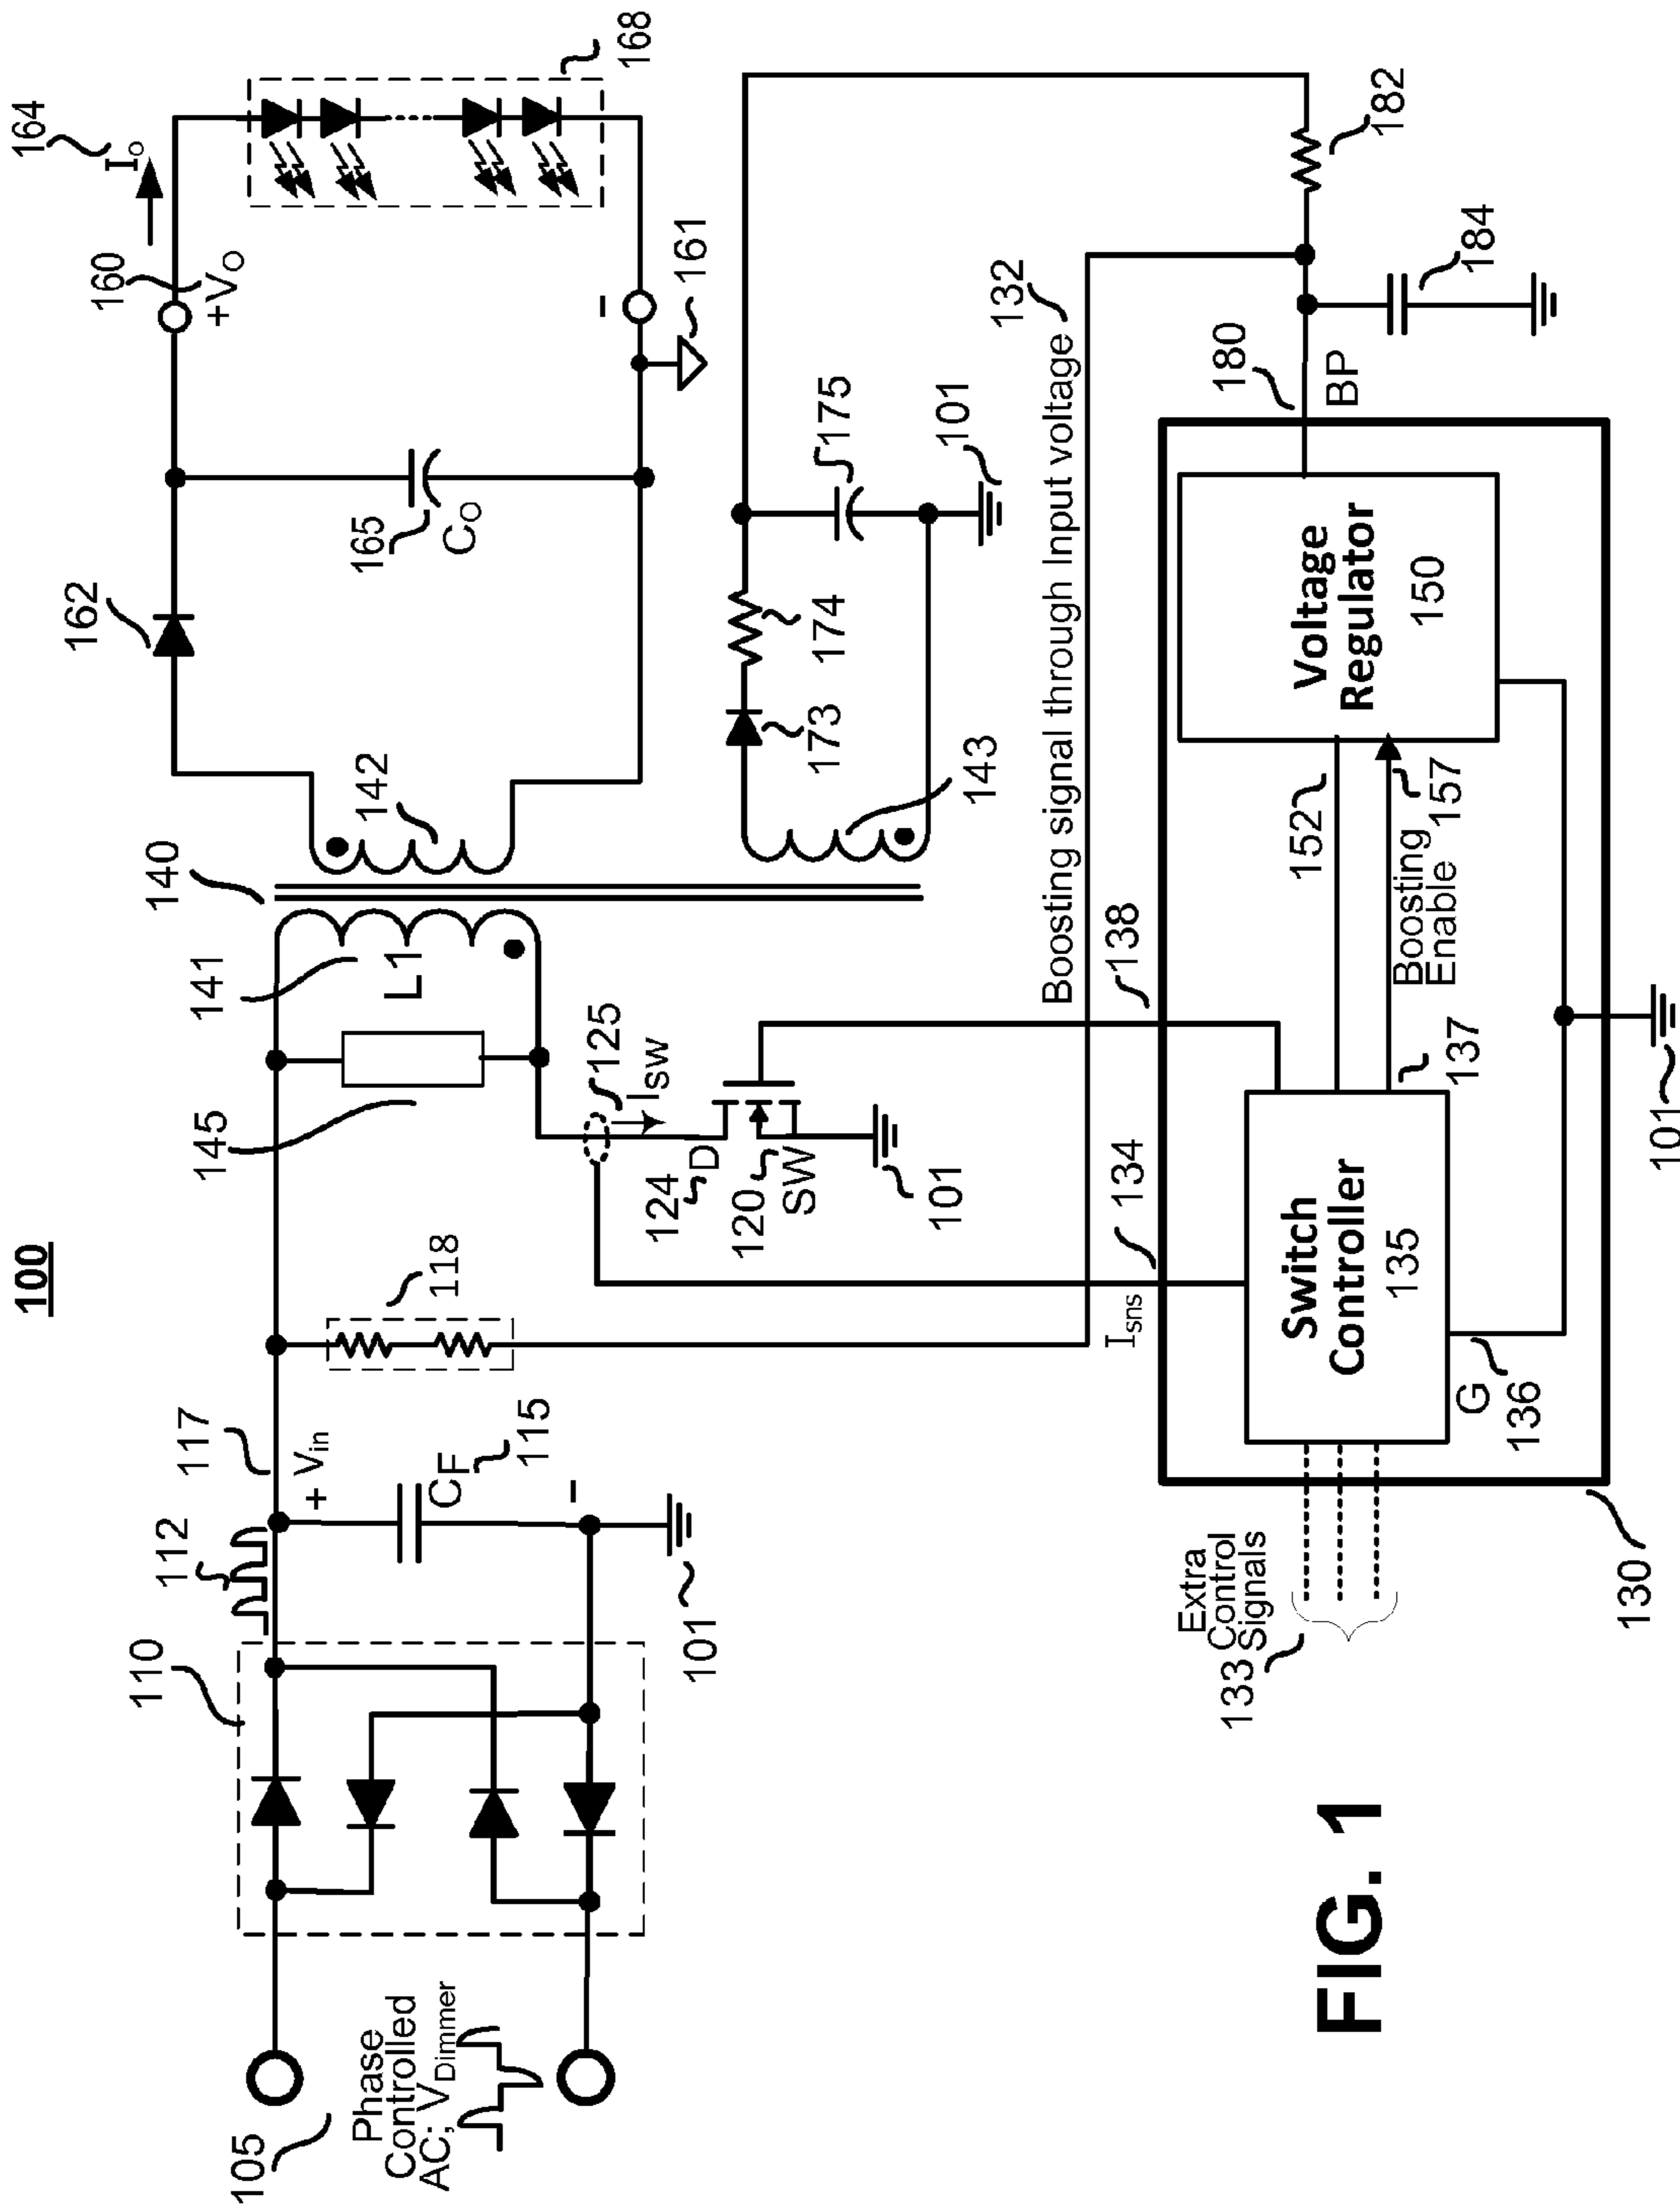 100
105
Phase
Controlled
AC; VDimmer
110
112
117
+
Vin
CF
115
−
101
118
145
141
L1
140
142
162
165
CO
160
+VO
164
IO
168
−
161
124
D
125
ISW
120
SW
101
143
173
174
175
101
Boosting signal through Input voltage
132
182
184
180
BP
134
Isns
138
Extra
Control
Signals
133
130
Switch
Controller
135
G
136
137
Boosting
Enable
157
152
Voltage
Regulator
150
101
FIG. 1